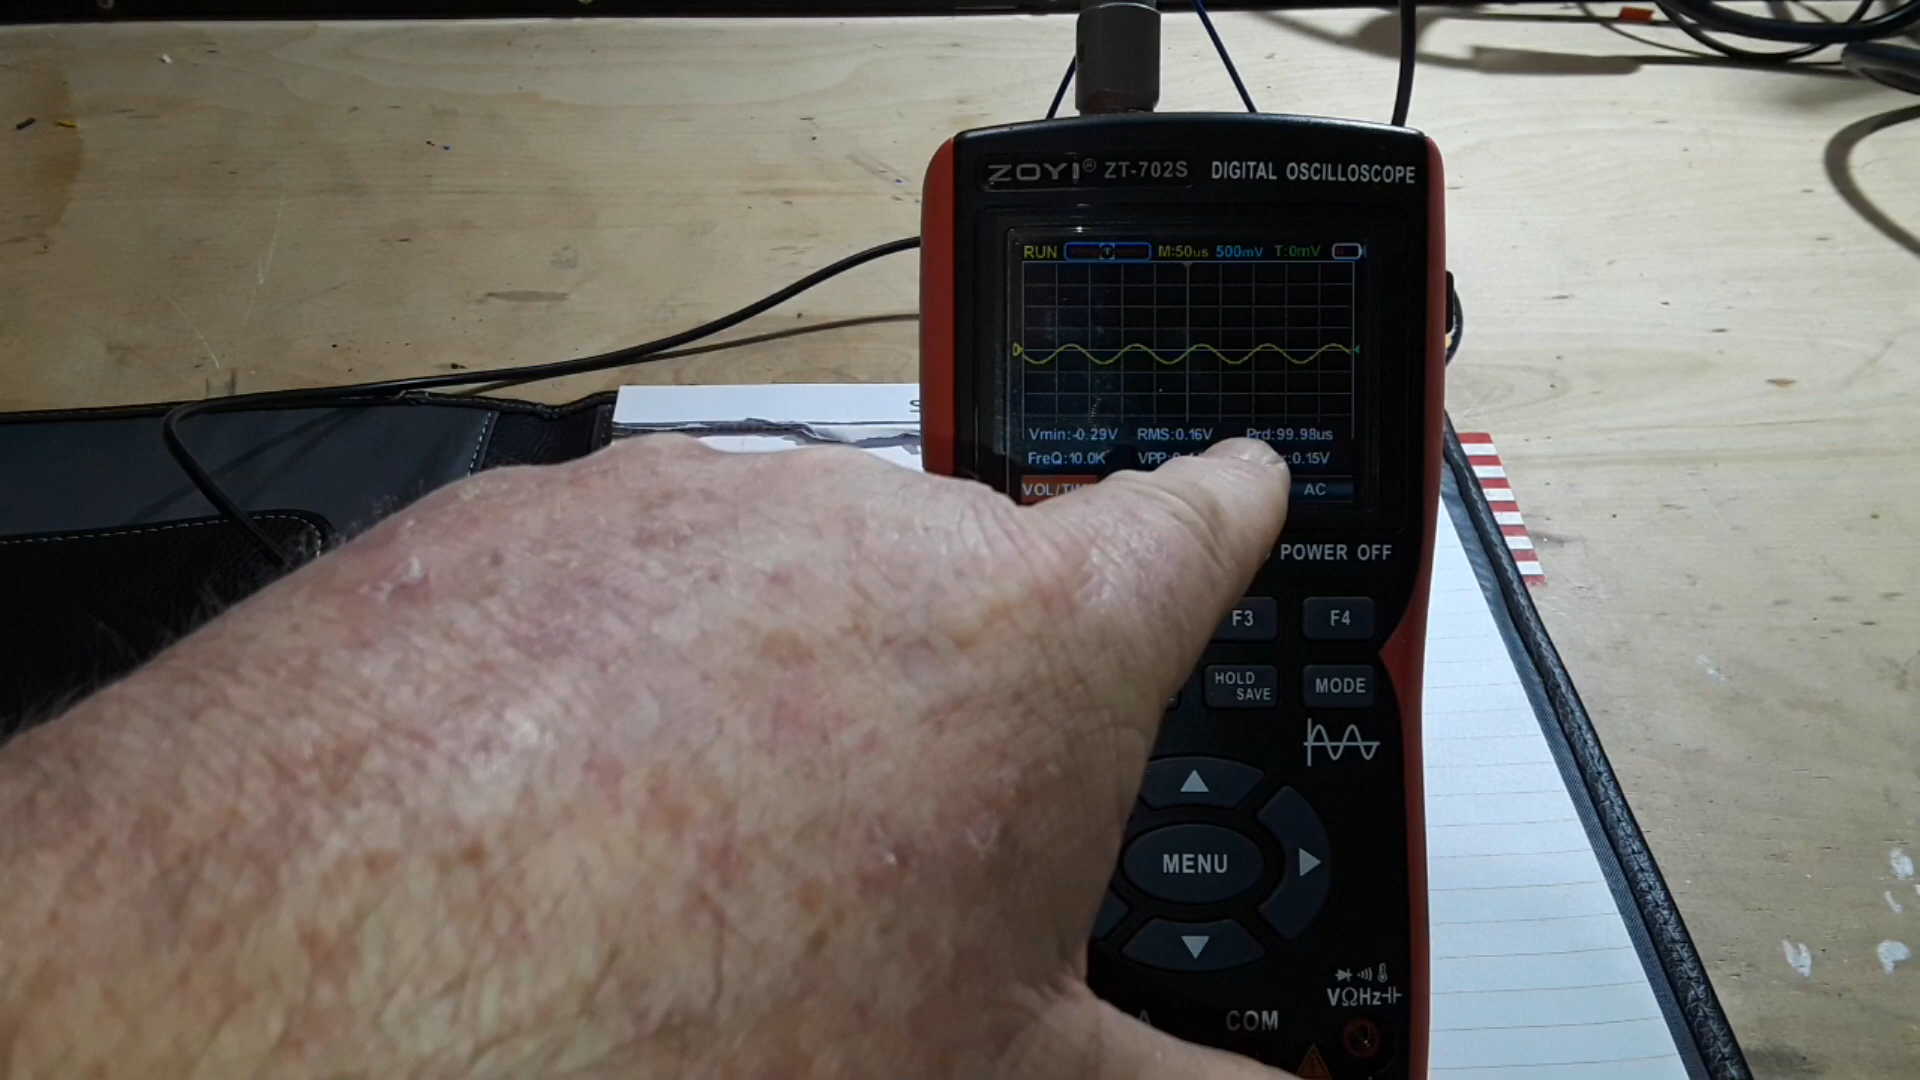 ZOYI® ZT-702S DIGITAL OSCILLOSCOPE
RUN M:50us 500mV T:0mV
Vmin:-0.29V RMS:0.16V Prd:99.98us
FreQ:10.0K VPP: :0.15V
AC
POWER OFF
F3 F4
HOLD SAVE MODE
MENU
VΩHz
COM